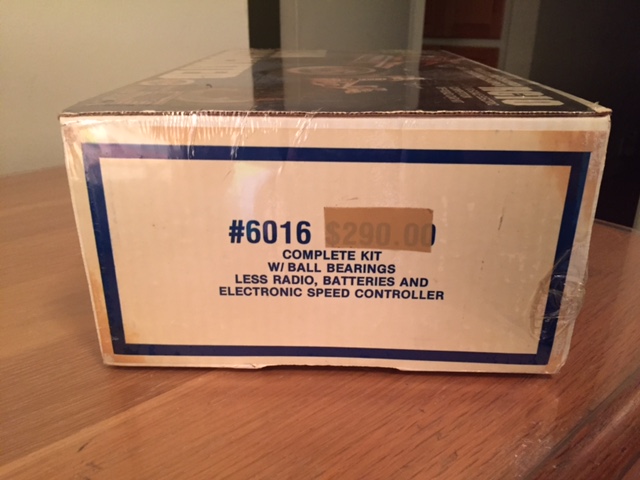 #6016 $290.00
COMPLETE KIT
W/ BALL BEARINGS
LESS RADIO, BATTERIES AND
ELECTRONIC SPEED CONTROLLER